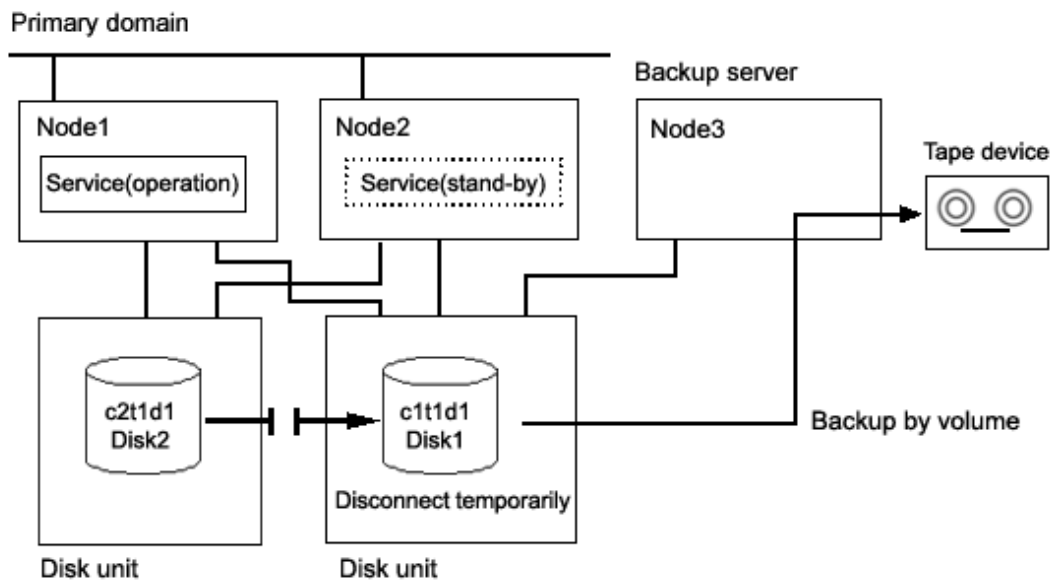 Primary domain
Backup server
Node1
Node2
Node3
Tape device
Service(operation)
Service(stand-by)
c2t1d1
Disk2
c1t1d1
Disk1
Backup by volume
Disconnect temporarily
Disk unit
Disk unit